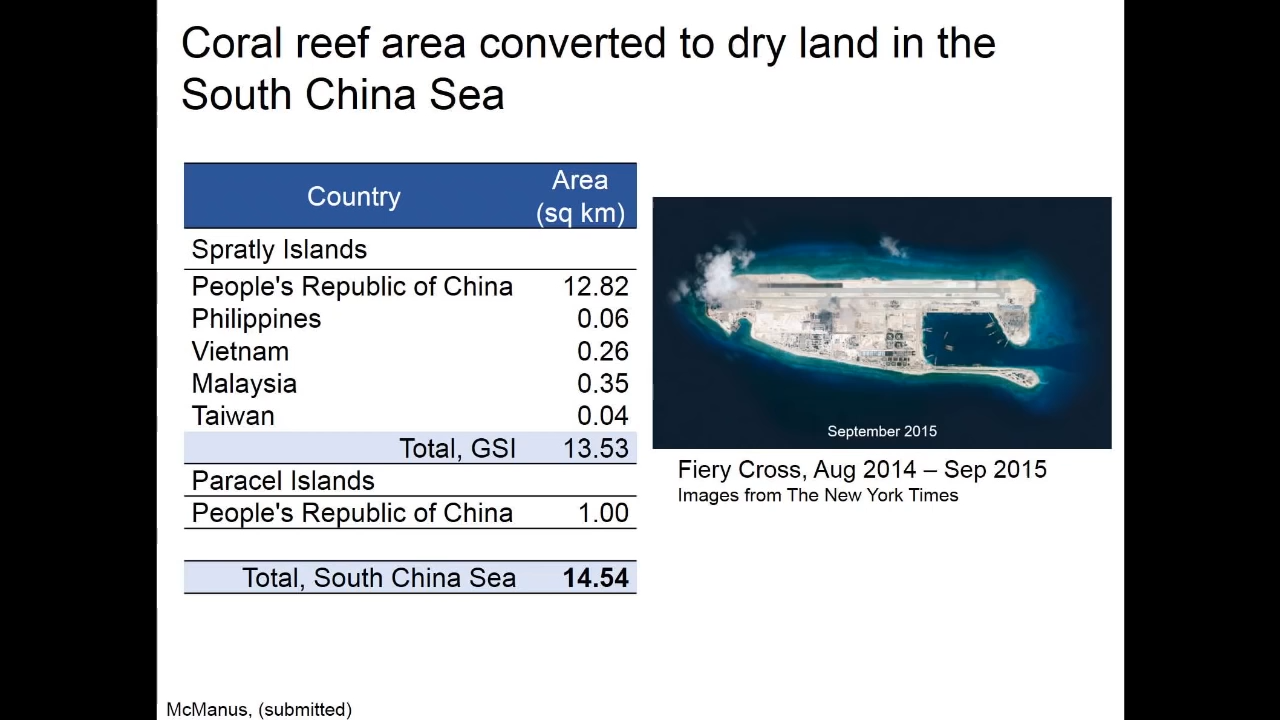 Coral reef area converted to dry land in the
South China Sea
Country Area
(sq km)
Spratly Islands
People's Republic of China 12.82
Philippines 0.06
Vietnam 0.26
Malaysia 0.35
Taiwan 0.04
Total, GSI 13.53
Paracel Islands
People's Republic of China 1.00
Total, South China Sea 14.54
September 2015
Fiery Cross, Aug 2014 – Sep 2015
Images from The New York Times
McManus, (submitted)